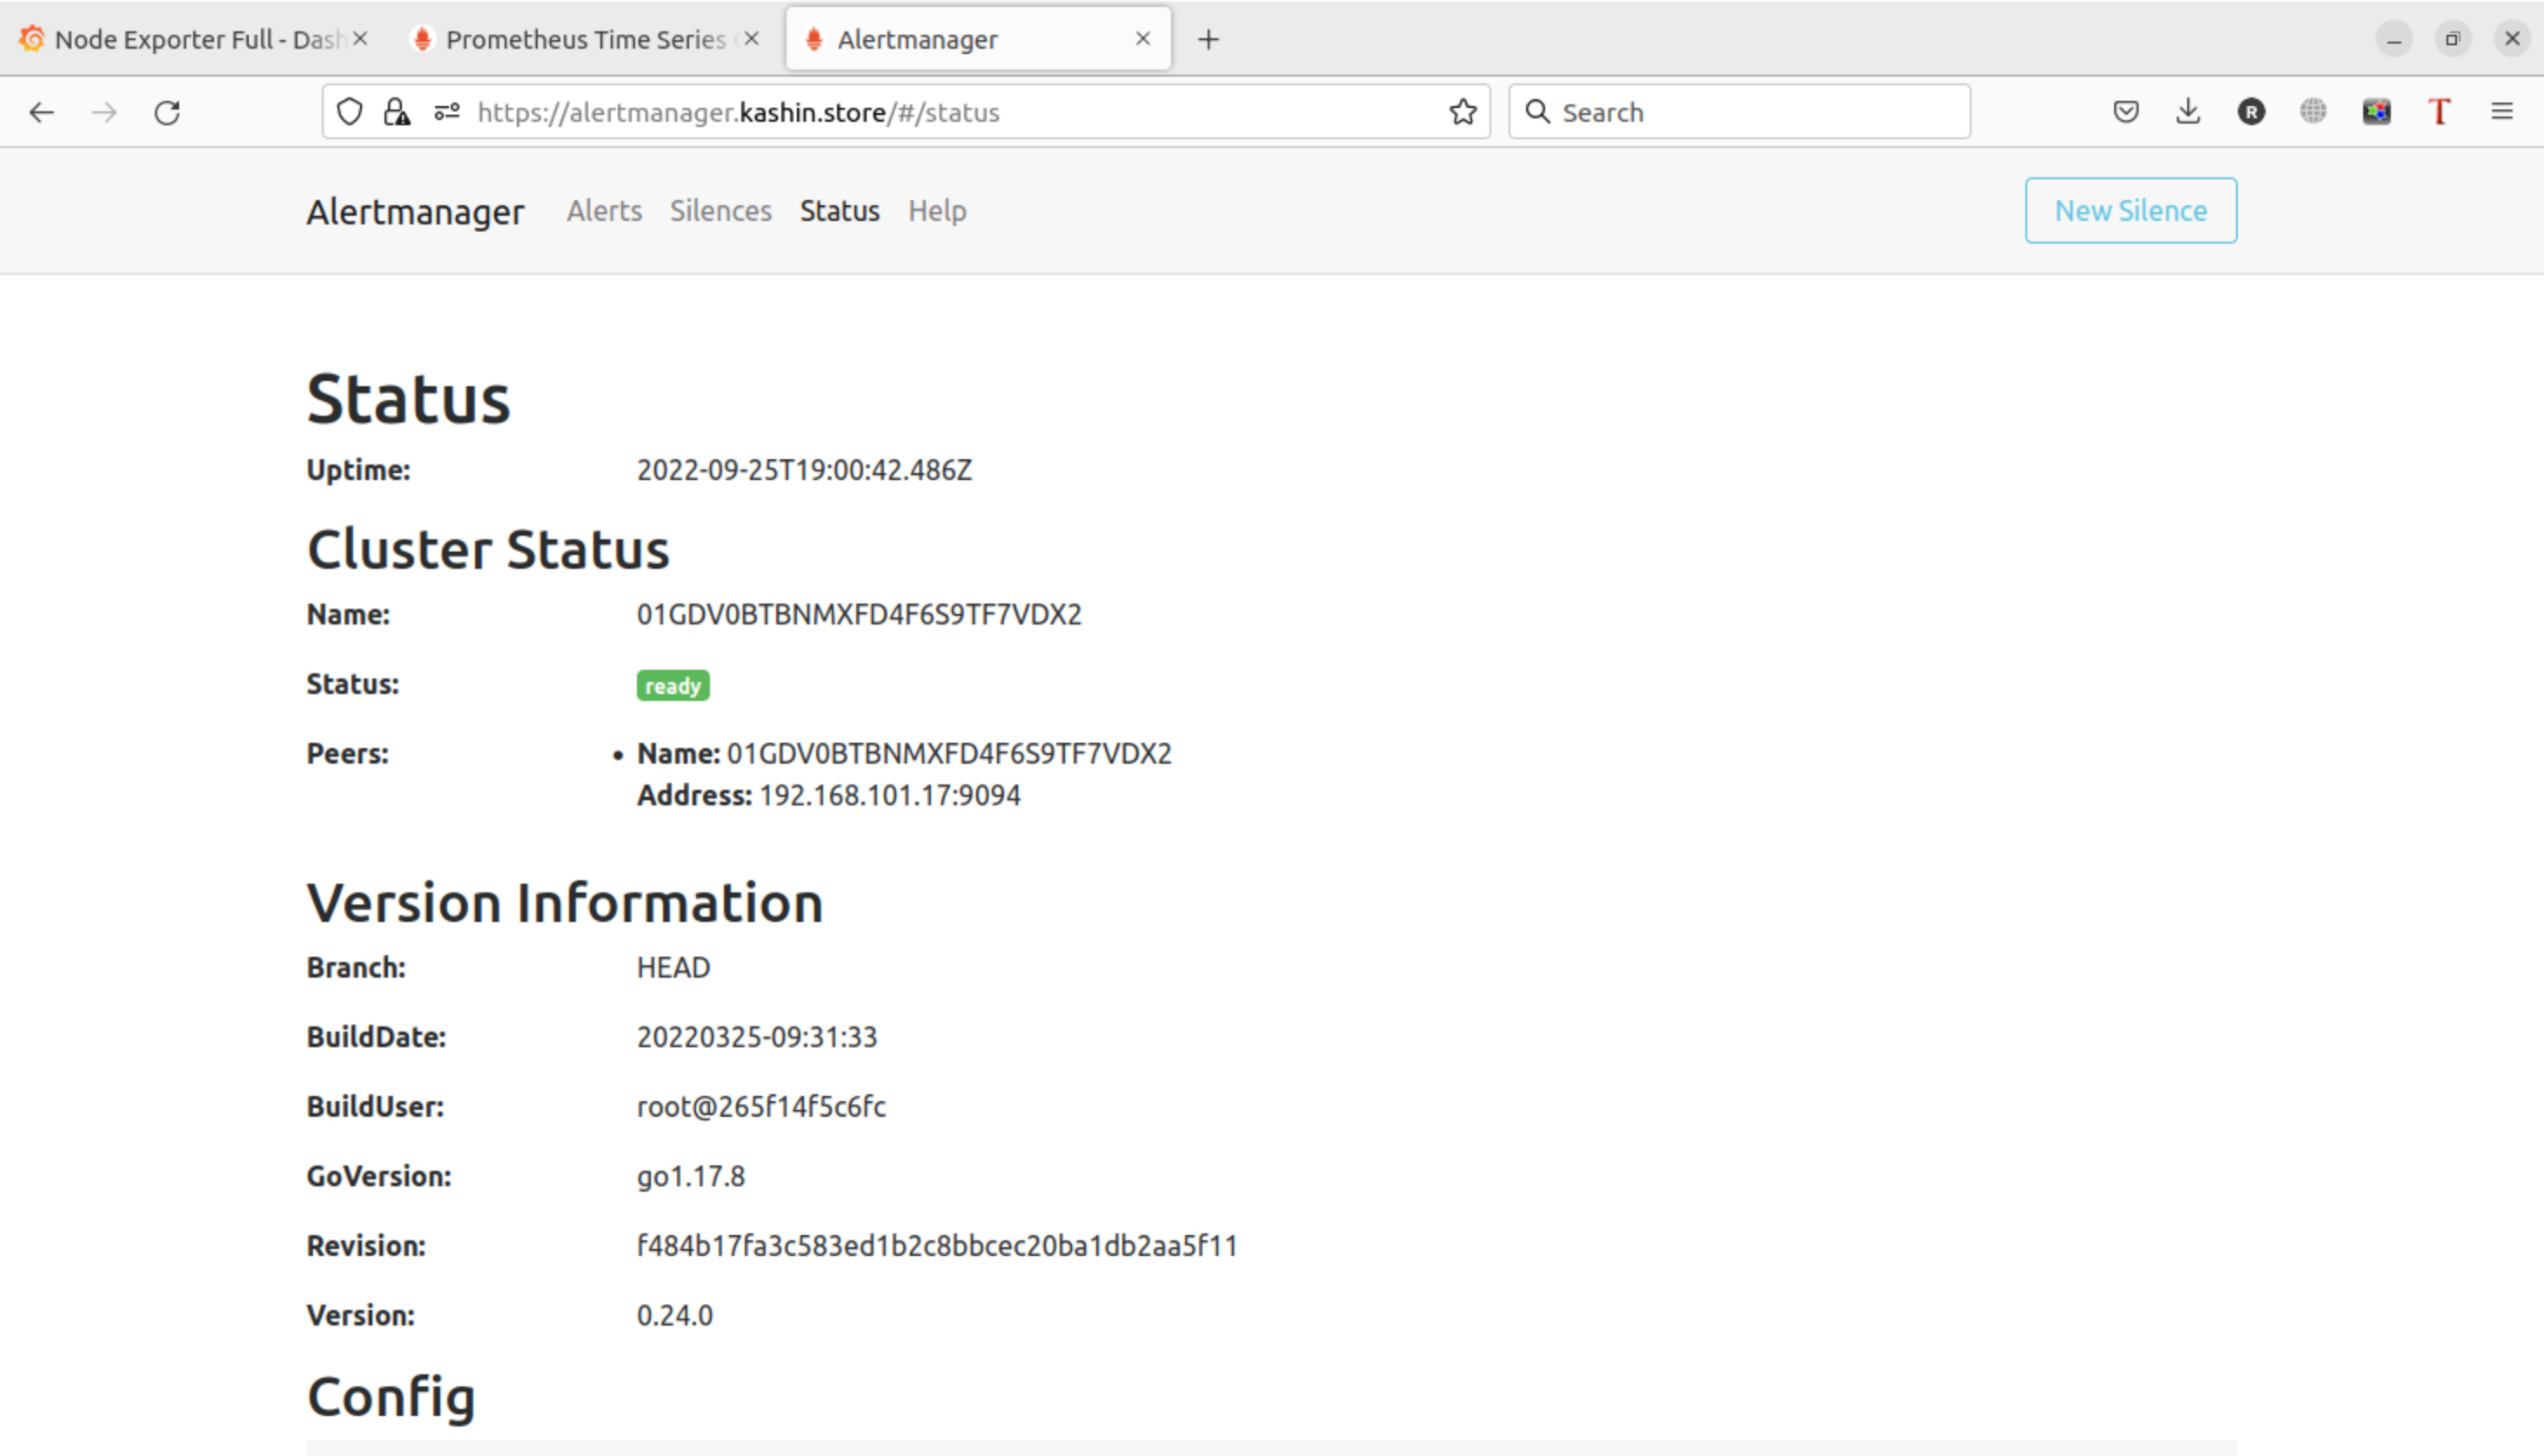 Node Exporter Full - Dash
Prometheus Time Series
Alertmanager
https://alertmanager.kashin.store/#/status
Search
R
T
Alertmanager Alerts Silences Status Help New Silence
Status
Uptime: 2022-09-25T19:00:42.486Z
Cluster Status
Name: 01GDV0BTBNMXFD4F6S9TF7VDX2
Status: ready
Peers: • Name: 01GDV0BTBNMXFD4F6S9TF7VDX2
Address: 192.168.101.17:9094
Version Information
Branch: HEAD
BuildDate: 20220325-09:31:33
BuildUser: root@265f14f5c6fc
GoVersion: go1.17.8
Revision: f484b17fa3c583ed1b2c8bbcec20ba1db2aa5f11
Version: 0.24.0
Config